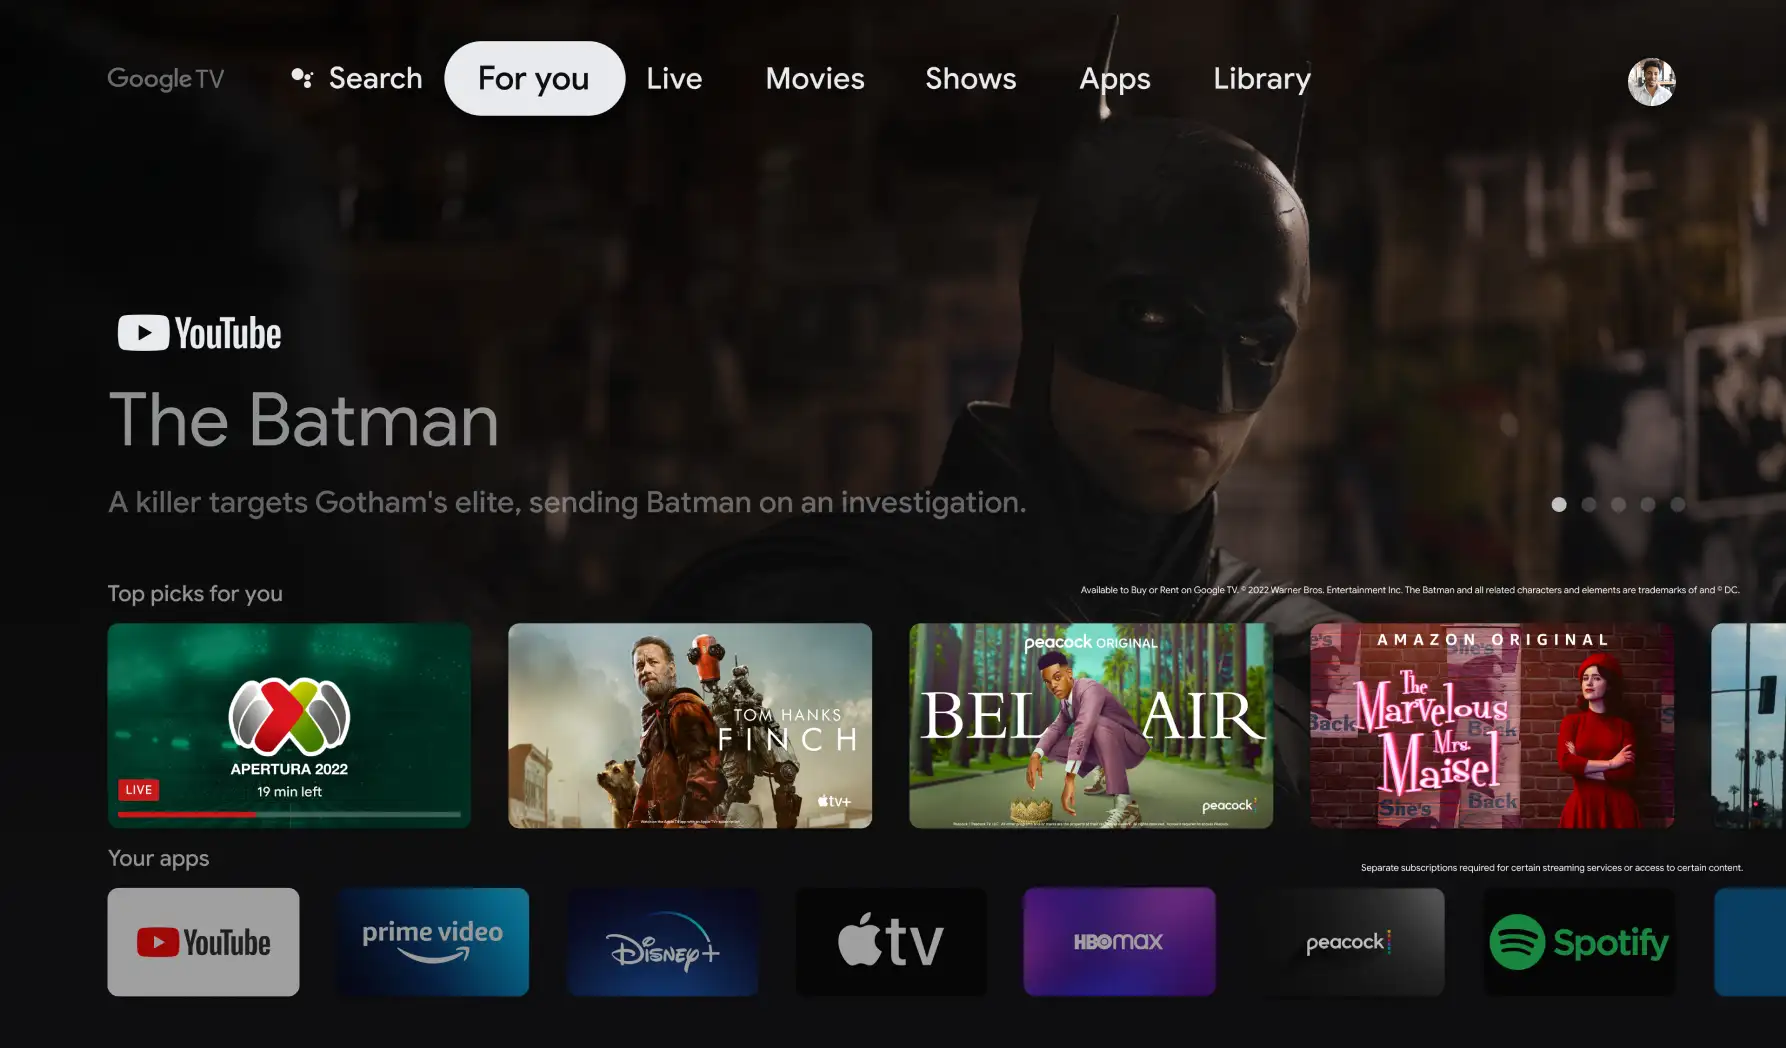 Google TV
Search
For you
Live
Movies
Shows
Apps
Library
THE
YouTube
The Batman
A killer targets Gotham's elite, sending Batman on an investigation.
Top picks for you
Available to Buy or Rent on Google TV. © 2022 Warner Bros. Entertainment Inc. The Batman and all related characters and elements are trademarks of and © DC.
APERTURA 2022
19 min left
LIVE
TOM HANKS
FINCH
tv+
peacock ORIGINAL
BEL AIR
peacock
AMAZON ORIGINAL
She's
Back
The
Marvelous
Mrs.
Maisel
Back
She's
Back
Your apps
Separate subscriptions required for certain streaming services or access to certain content.
YouTube
prime video
Disney+
tv
HBOMAX
peacock
Spotify